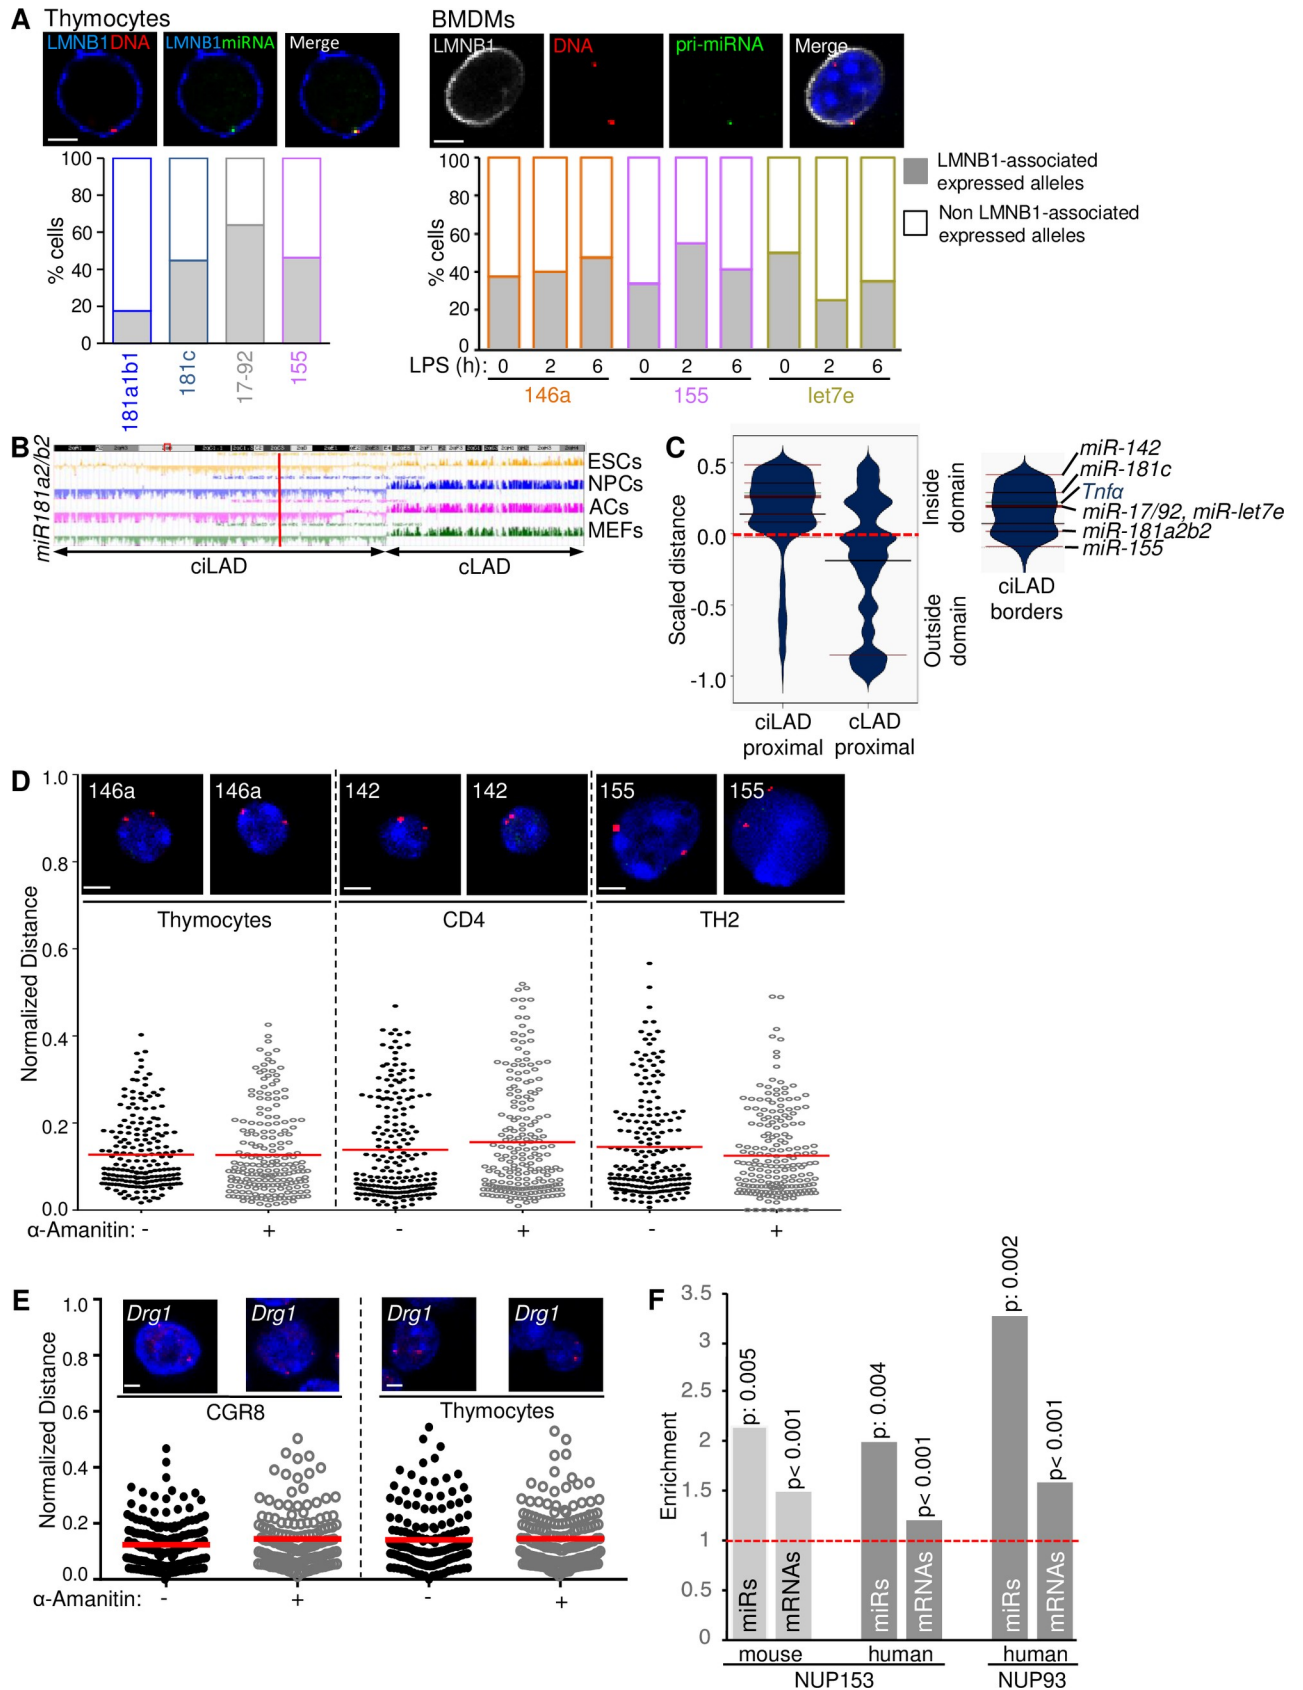 A
Thymocytes
BMDMs
LMNB1DNA
LMNB1miRNA
Merge
LMNB1
DNA
pri-miRNA
Merge
100
80
60
40
20
0
% cells
181a1b1
181c
17-92
155
100
80
60
40
20
0
% cells
LPS (h):
0 2 6 0 2 6 0 2 6
146a
155
let7e
LMNB1-associated
expressed alleles
Non LMNB1-associated
expressed alleles
B
miR181a2/b2
ESCs
NPCs
ACs
MEFs
ciLAD
cLAD
C
0.5
0.0
-0.5
-1.0
Scaled distance
Inside
domain
Outside
domain
ciLAD
proximal
cLAD
proximal
miR-142
miR-181c
Tnfα
miR-17/92, miR-let7e
miR-181a2b2
miR-155
ciLAD
borders
D
1.0
0.8
0.6
0.4
0.2
0.0
Normalized Distance
146a
146a
142
142
155
155
Thymocytes
CD4
TH2
α-Amanitin: - + - + - +
E
1.0
0.8
0.6
0.4
0.2
0.0
Normalized Distance
Drg1
Drg1
Drg1
Drg1
CGR8
Thymocytes
α-Amanitin: - + - +
F
3.5
3
2.5
2
1.5
1
0.5
0
Enrichment
p: 0.005
p< 0.001
p: 0.004
p< 0.001
p: 0.002
p< 0.001
miRs
mRNAs
miRs
mRNAs
miRs
mRNAs
mouse
human
human
NUP153
NUP93